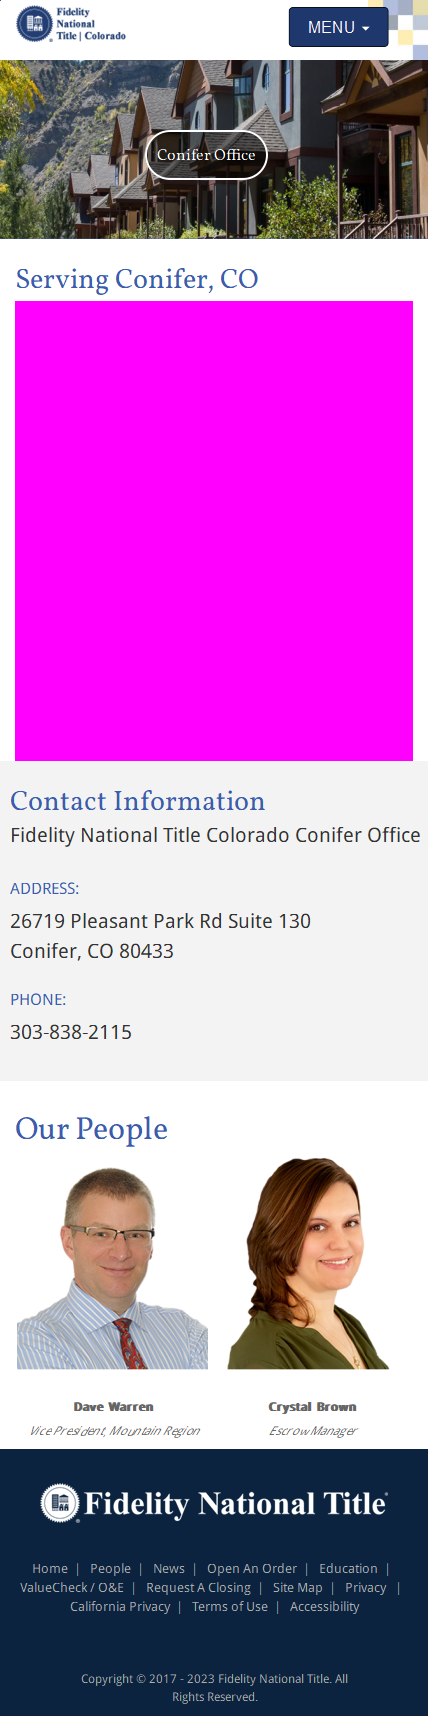 Fidelity
National
Title | Colorado
MENU
Conifer Office
Serving Conifer, CO
Contact Information
Fidelity National Title Colorado Conifer Office
ADDRESS:
26719 Pleasant Park Rd Suite 130
Conifer, CO 80433
PHONE:
303-838-2115
Our People
Dave Warren
Vice President, Mountain Region
Crystal Brown
Escrow Manager
Fidelity National Title
Home | People | News | Open An Order | Education |
ValueCheck / O&E | Request A Closing | Site Map | Privacy |
California Privacy | Terms of Use | Accessibility
Copyright © 2017 - 2023 Fidelity National Title. All
Rights Reserved.